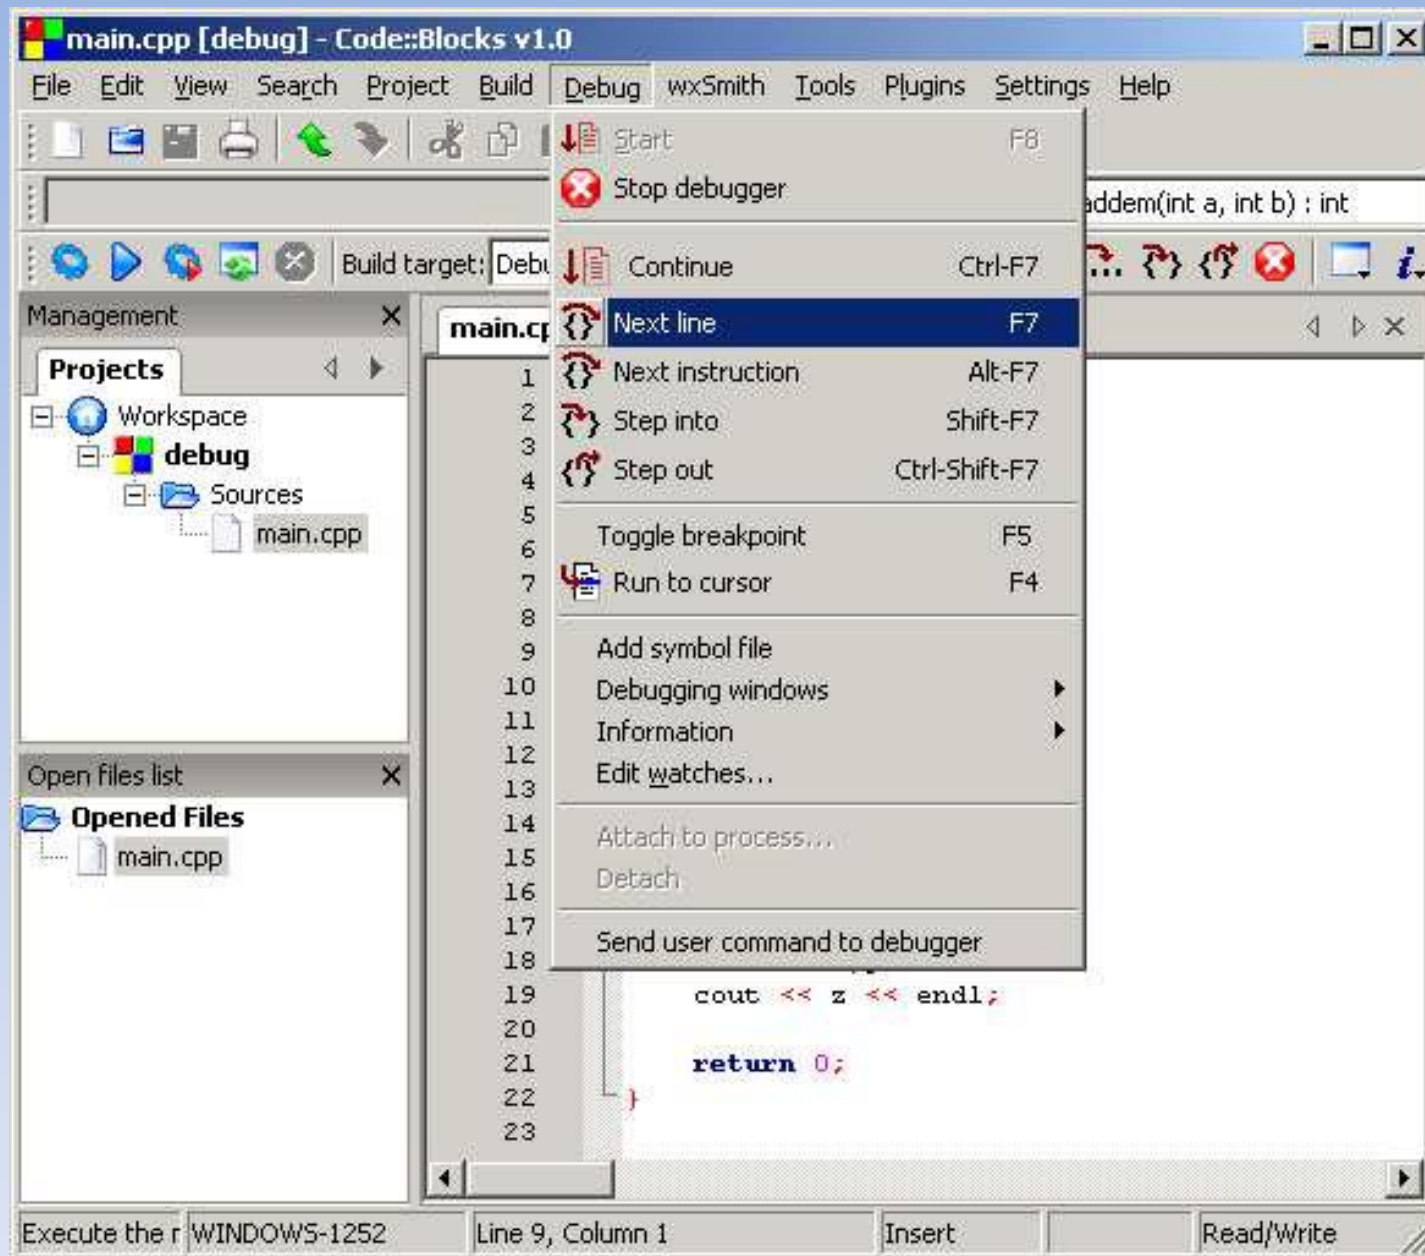 main.cpp [debug] - Code::Blocks v1.0
File Edit View Search Project Build Debug wxSmith Tools Plugins Settings Help
Start F8
Stop debugger
addem(int a, int b) : int
Build target: Debu
Continue Ctrl-F7
Management
Next line F7
main.cp
Projects
Next instruction Alt-F7
Workspace
Step into Shift-F7
debug
Step out Ctrl-Shift-F7
Sources
main.cpp
Toggle breakpoint F5
Run to cursor F4
Add symbol file
Debugging windows
Information
Edit watches...
Open files list
Opened Files
main.cpp
Attach to process...
Detach
Send user command to debugger
1
2
3
4
5
6
7
8
9
10
11
12
13
14
15
16
17
18
19 cout << z << endl;
20
21 return 0;
22 }
23
Execute the r WINDOWS-1252 Line 9, Column 1 Insert Read/Write